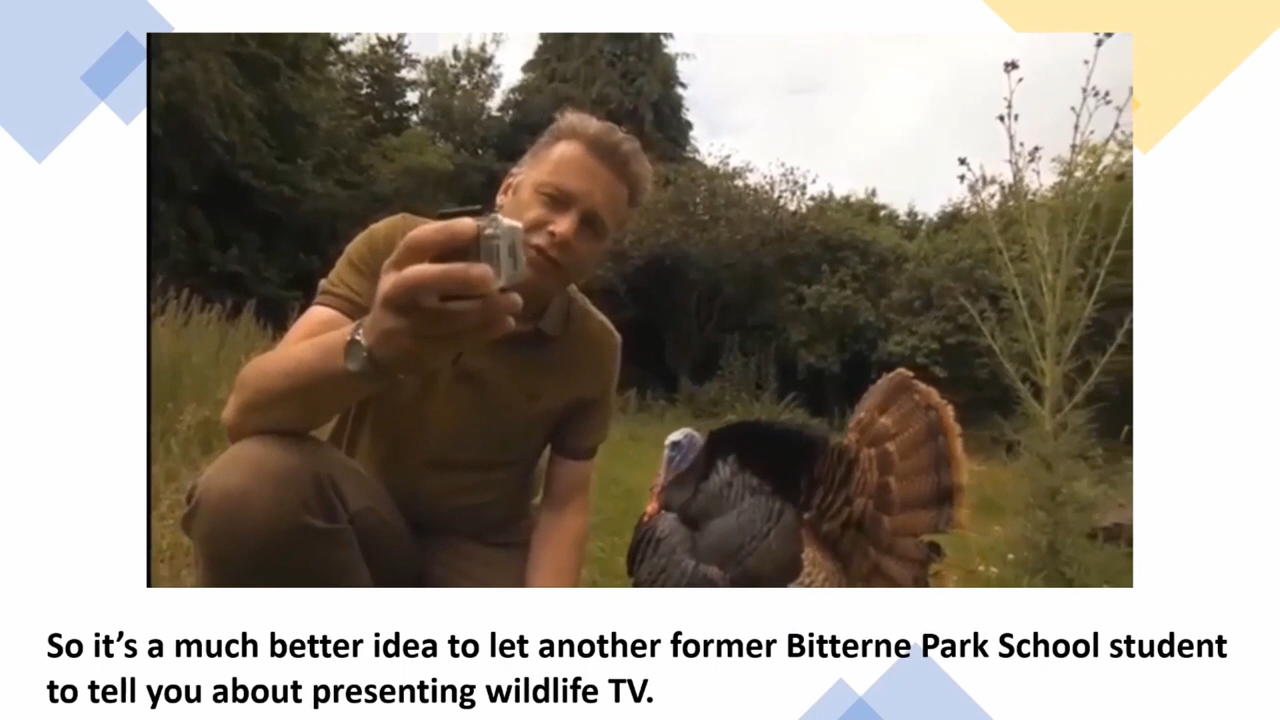 So it’s a much better idea to let another former Bitterne Park School student
to tell you about presenting wildlife TV.